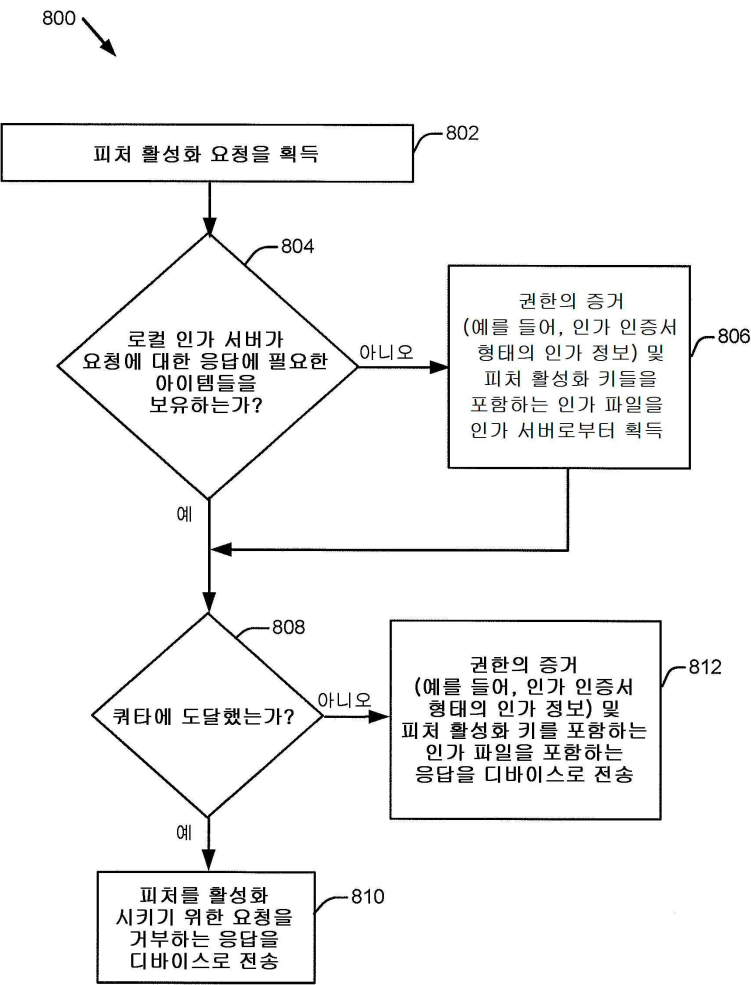 800
802
피처 활성화 요청을 획득
804
로컬 인가 서버가
요청에 대한 응답에 필요한
아이템들을
보유하는가?
아니오
권한의 증거
(예를 들어, 인가 인증서
형태의 인가 정보) 및
피처 활성화 키들을
포함하는 인가 파일을
인가 서버로부터 획득
806
예
808
쿼타에 도달했는가?
아니오
권한의 증거
(예를 들어, 인가 인증서
형태의 인가 정보) 및
피처 활성화 키를 포함하는
인가 파일을 포함하는
응답을 디바이스로 전송
812
예
피처를 활성화
시키기 위한 요청을
거부하는 응답을
디바이스로 전송
810